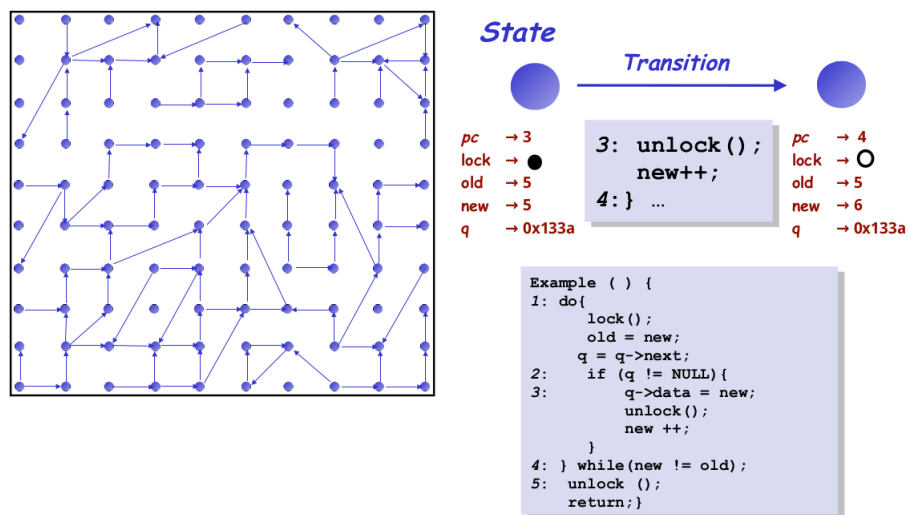 State
Transition
pc → 3
lock →
old → 5
new → 5
q → 0x133a
3: unlock();
new++;
4:} …
pc → 4
lock →
old → 5
new → 6
q → 0x133a
Example ( ) {
1: do{
lock();
old = new;
q = q->next;
2: if (q != NULL){
3: q->data = new;
unlock();
new ++;
}
4: } while(new != old);
5: unlock ();
return;}